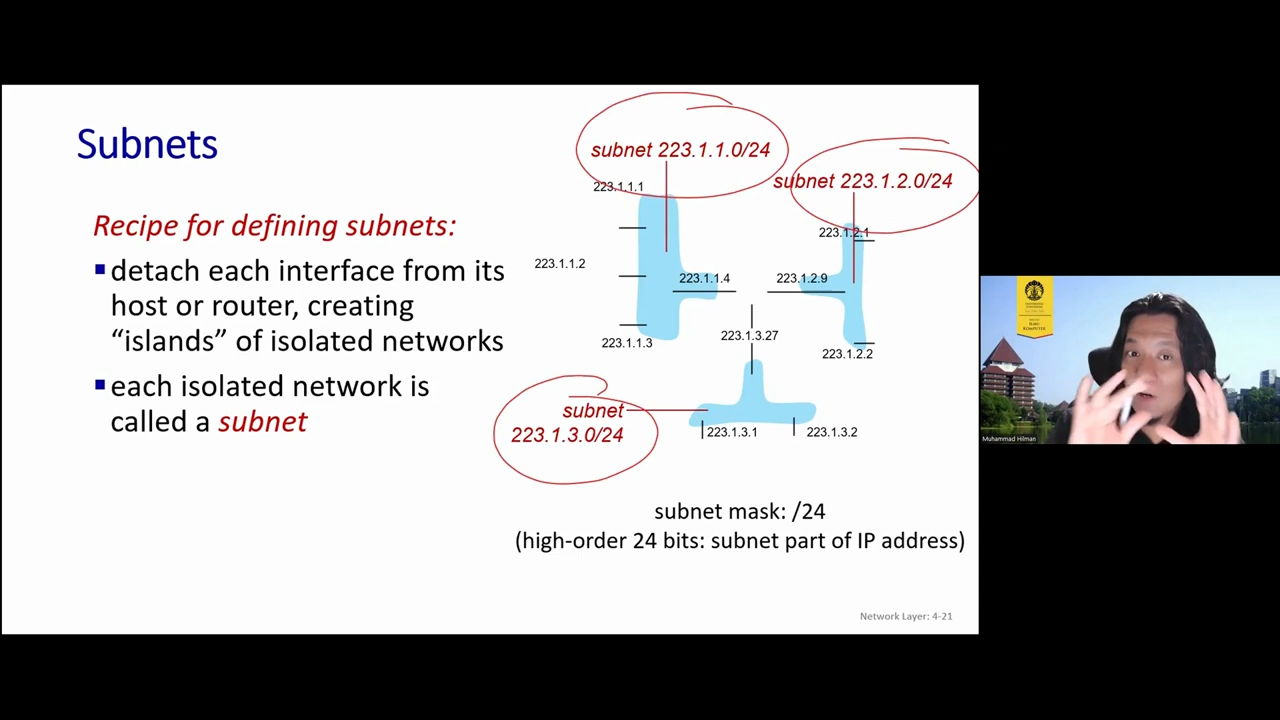 Subnets
Recipe for defining subnets:
detach each interface from its
host or router, creating
“islands” of isolated networks
each isolated network is
called a subnet
subnet 223.1.1.0/24
subnet 223.1.2.0/24
223.1.1.1
223.1.2.1
223.1.1.2
223.1.1.4
223.1.2.9
223.1.3.27
223.1.1.3
223.1.2.2
subnet
223.1.3.0/24
223.1.3.1
223.1.3.2
subnet mask: /24
(high-order 24 bits: subnet part of IP address)
Network Layer: 4-21
ILMU
KOMPUTER
Muhammad Hilman